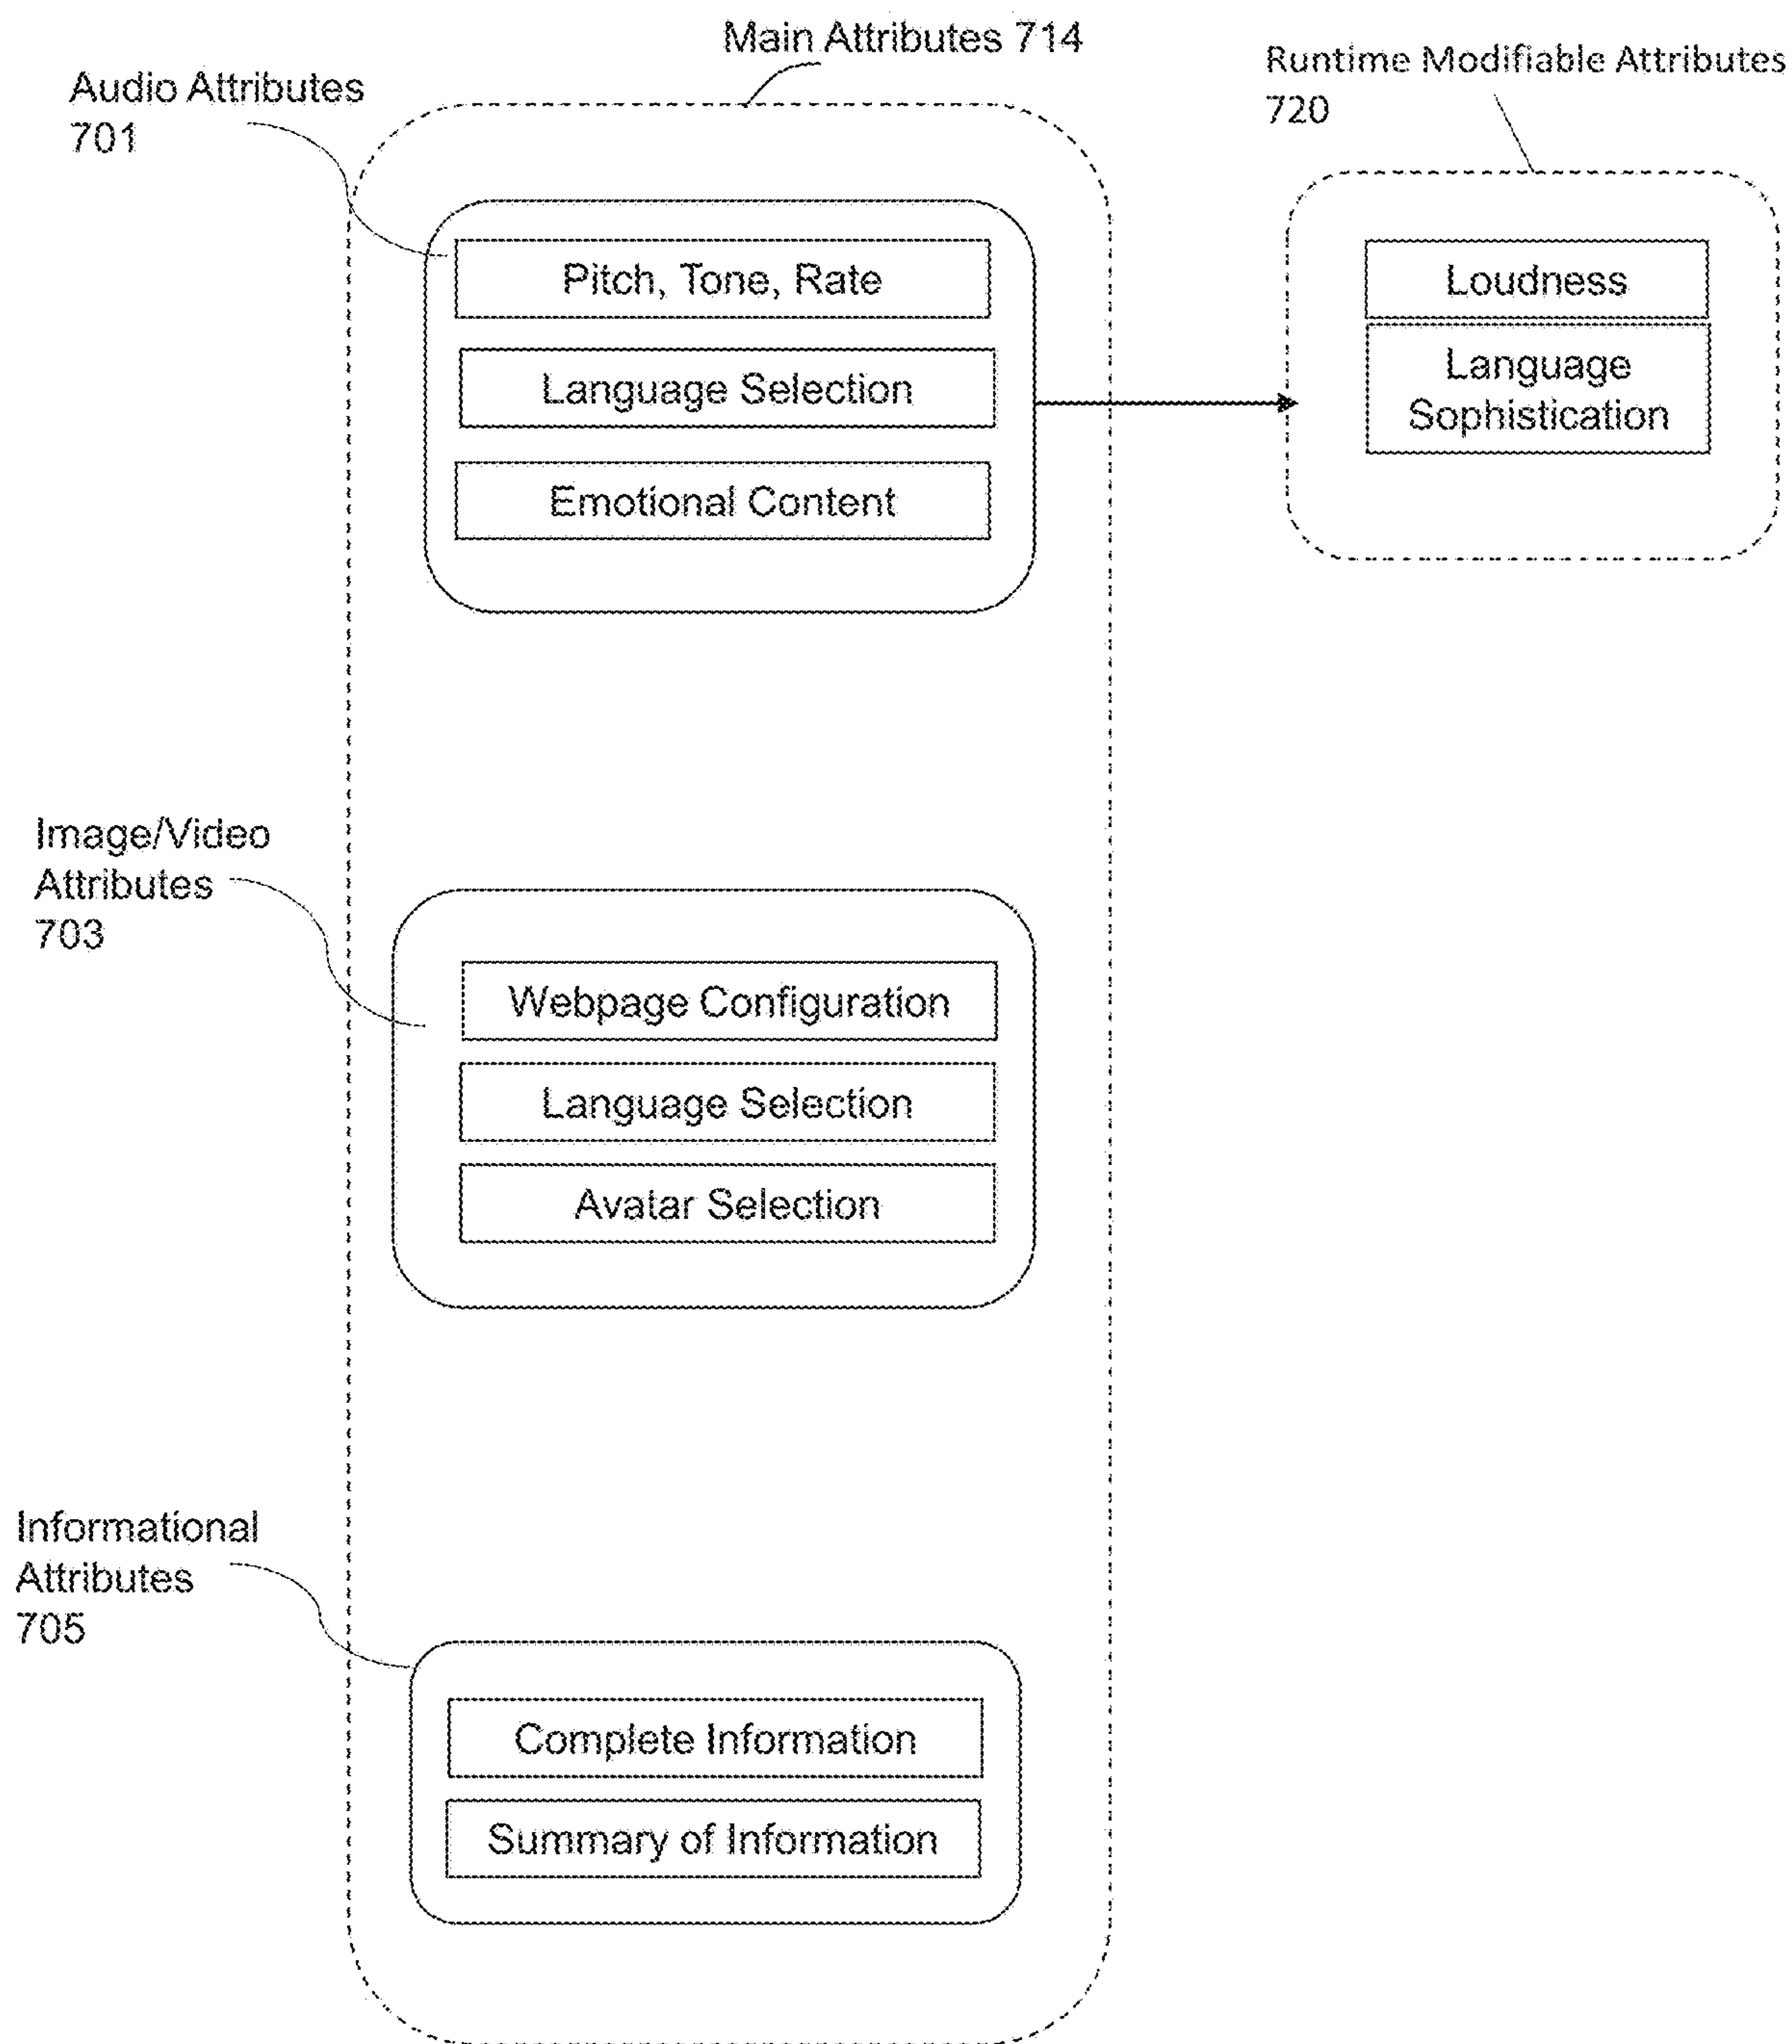 Main Attributes 714
Runtime Modifiable Attributes
720
Audio Attributes
701
Pitch, Tone, Rate
Language Selection
Emotional Content
Loudness
Language
Sophistication
Image/Video
Attributes
703
Webpage Configuration
Language Selection
Avatar Selection
Informational
Attributes
705
Complete Information
Summary of Information